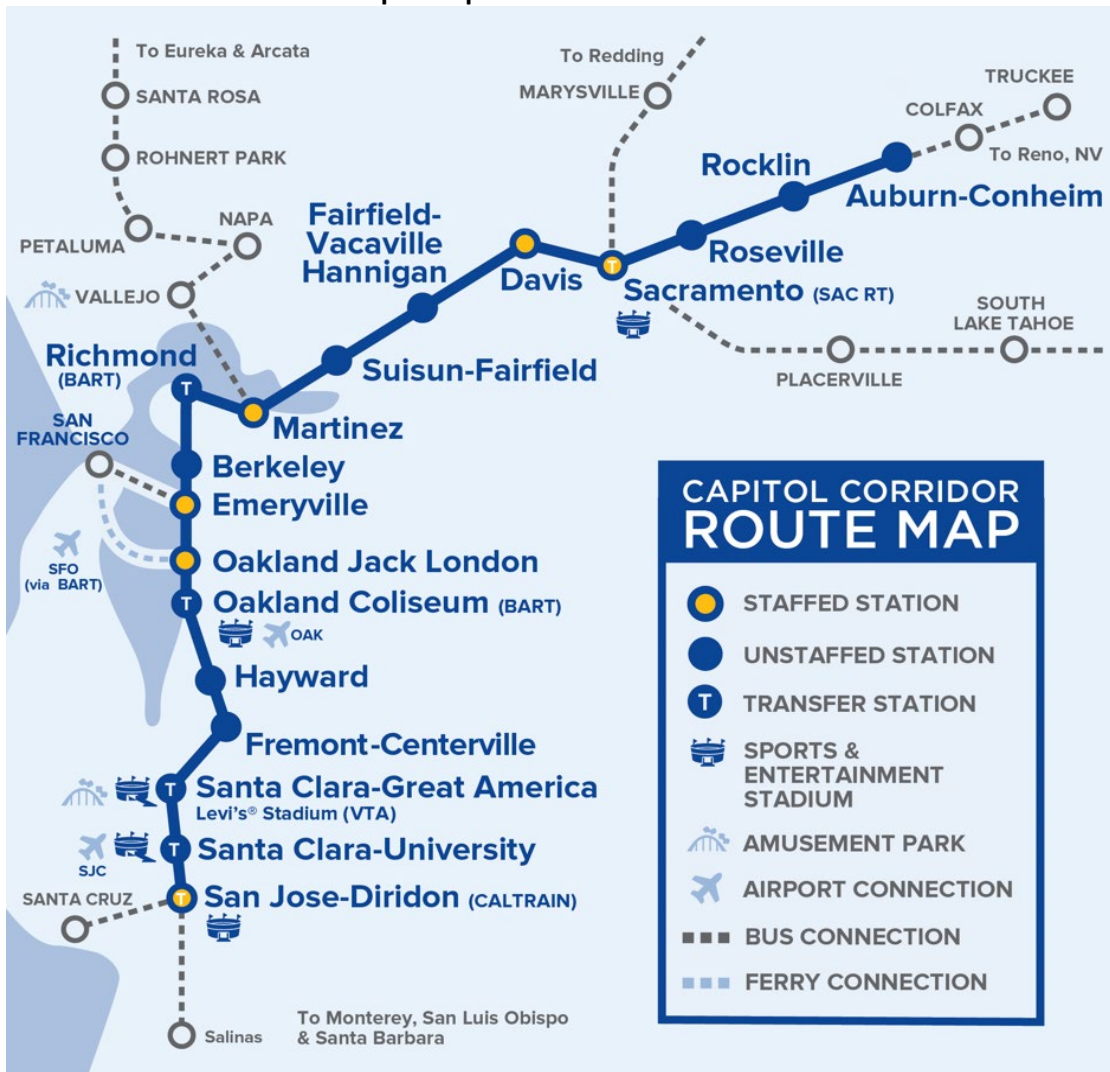 To Eureka & Arcata
SANTA ROSA
ROHNERT PARK
PETALUMA
NAPA
VALLEJO
To Redding
MARYSVILLE
TRUCKEE
COLFAX
To Reno, NV
Rocklin
Auburn-Conheim
Roseville
Fairfield-
Vacaville
Hannigan
Davis
Sacramento (SAC RT)
SOUTH
LAKE TAHOE
PLACERVILLE
Suisun-Fairfield
Richmond
(BART)
T
T
Martinez
SAN
FRANCISCO
Berkeley
Emeryville
SFO
(via BART)
Oakland Jack London
T
Oakland Coliseum (BART)
OAK
Hayward
Fremont-Centerville
T
Santa Clara-Great America
Levi's® Stadium (VTA)
T
Santa Clara-University
SJC
SANTA CRUZ
T
San Jose-Diridon (CALTRAIN)
Salinas
To Monterey, San Luis Obispo
& Santa Barbara
CAPITOL CORRIDOR
ROUTE MAP
STAFFED STATION
UNSTAFFED STATION
T TRANSFER STATION
SPORTS &
ENTERTAINMENT
STADIUM
AMUSEMENT PARK
AIRPORT CONNECTION
BUS CONNECTION
FERRY CONNECTION